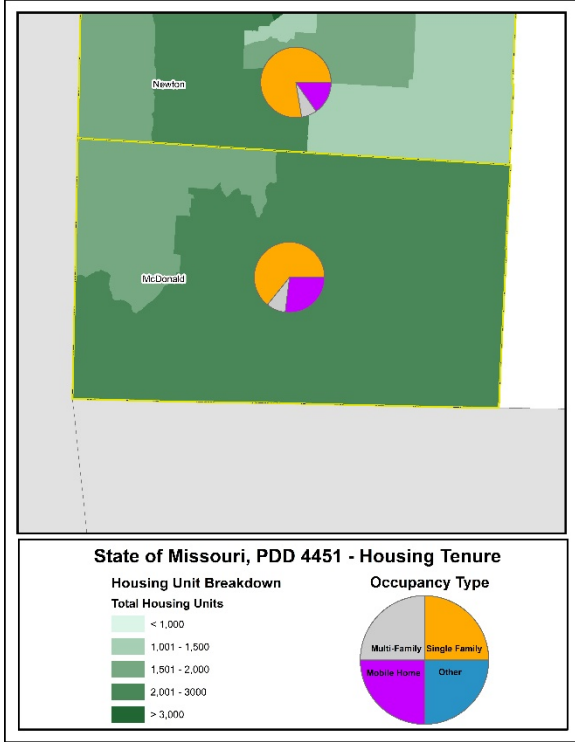 Newton
McDonald
State of Missouri, PDD 4451 - Housing Tenure
Housing Unit Breakdown
Total Housing Units
< 1,000
1,001 - 1,500
1,501 - 2,000
2,001 - 3000
> 3,000
Occupancy Type
Multi-Family
Single Family
Mobile Home
Other